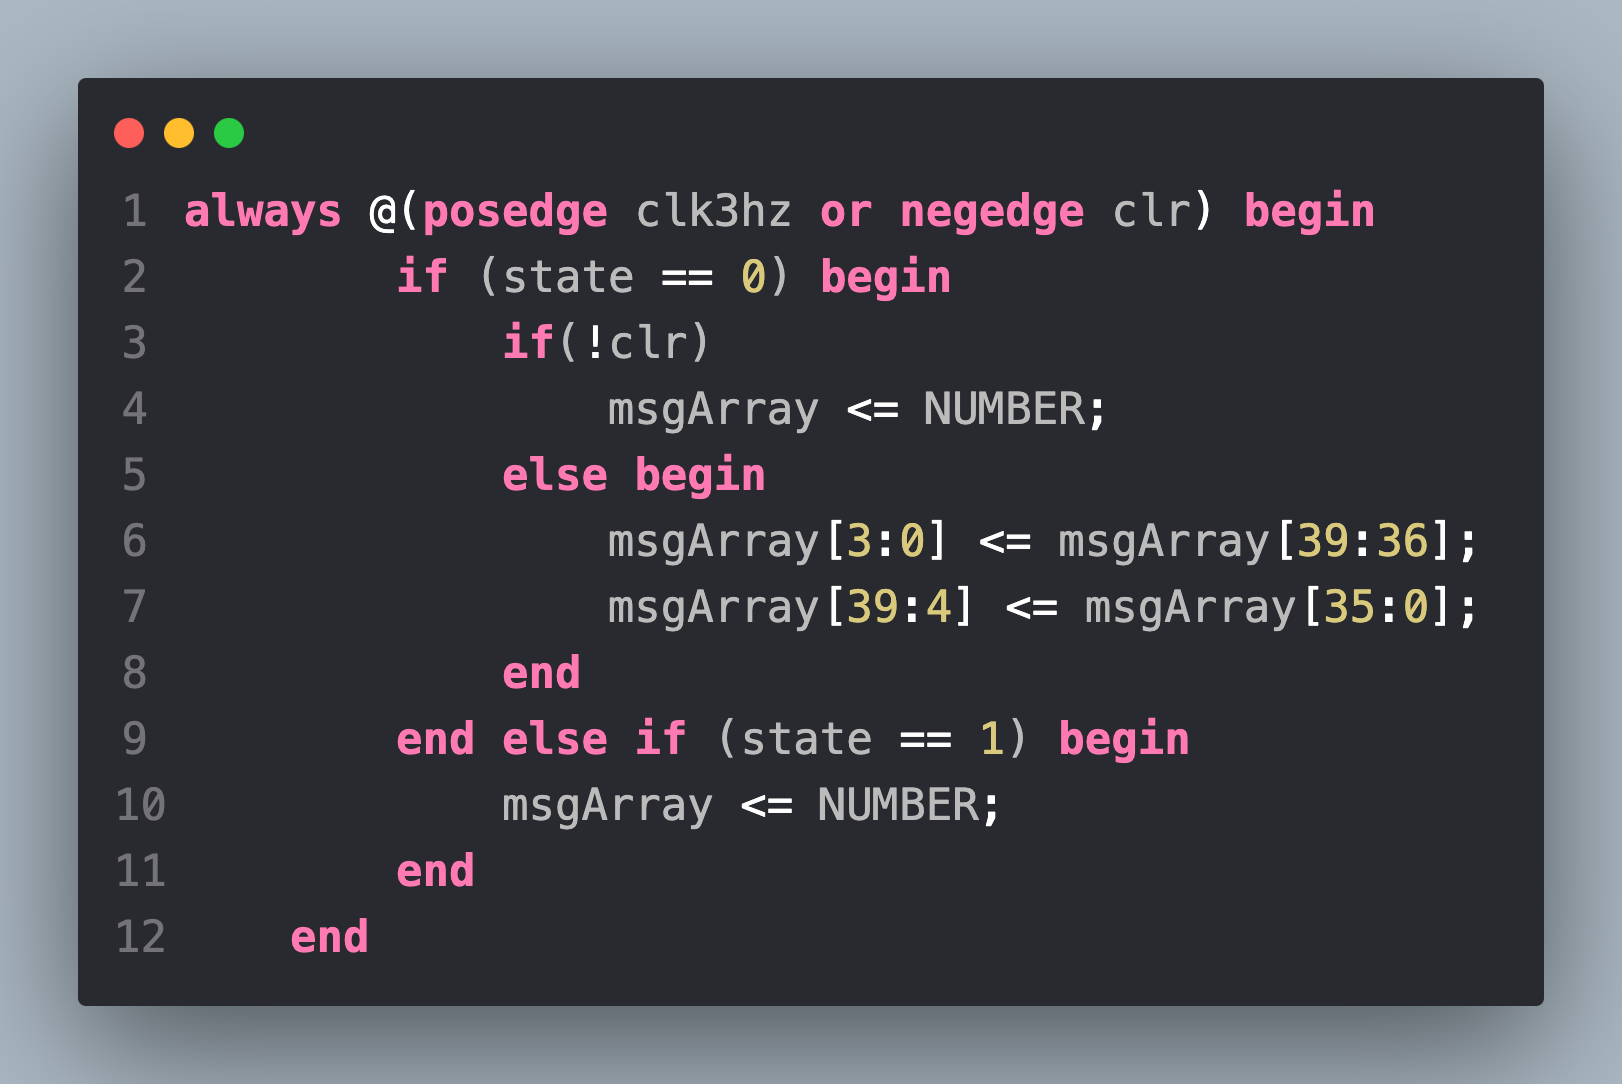 1 always @(posedge clk3hz or negedge clr) begin
2         if (state == 0) begin
3             if(!clr)
4                 msgArray <= NUMBER;
5             else begin
6                 msgArray[3:0] <= msgArray[39:36];
7                 msgArray[39:4] <= msgArray[35:0];
8             end
9         end else if (state == 1) begin
10             msgArray <= NUMBER;
11         end
12     end